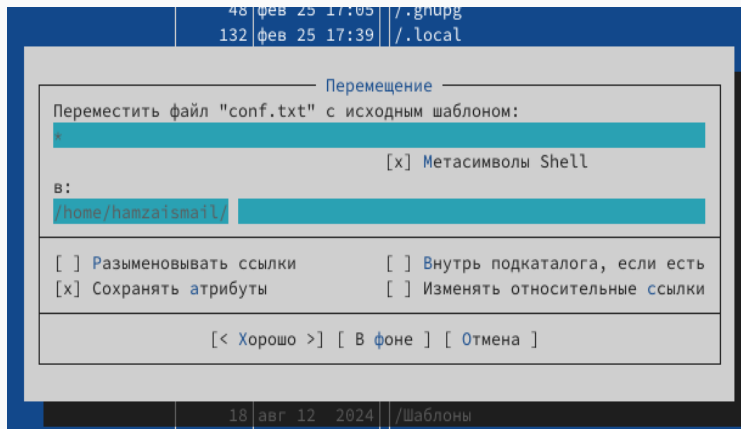 48 фев 25 17:05 /.gnupg
132 фев 25 17:39 /.local
Перемещение
Переместить файл "conf.txt" с исходным шаблоном:
*
[x] Метасимволы Shell
в:
/home/hamzaismail/
[ ] Разыменовывать ссылки [ ] Внутрь подкаталога, если есть
[x] Сохранять атрибуты [ ] Изменять относительные ссылки
[< Хорошо >] [ В фоне ] [ Отмена ]
18 авг 12 2024 /Шаблоны